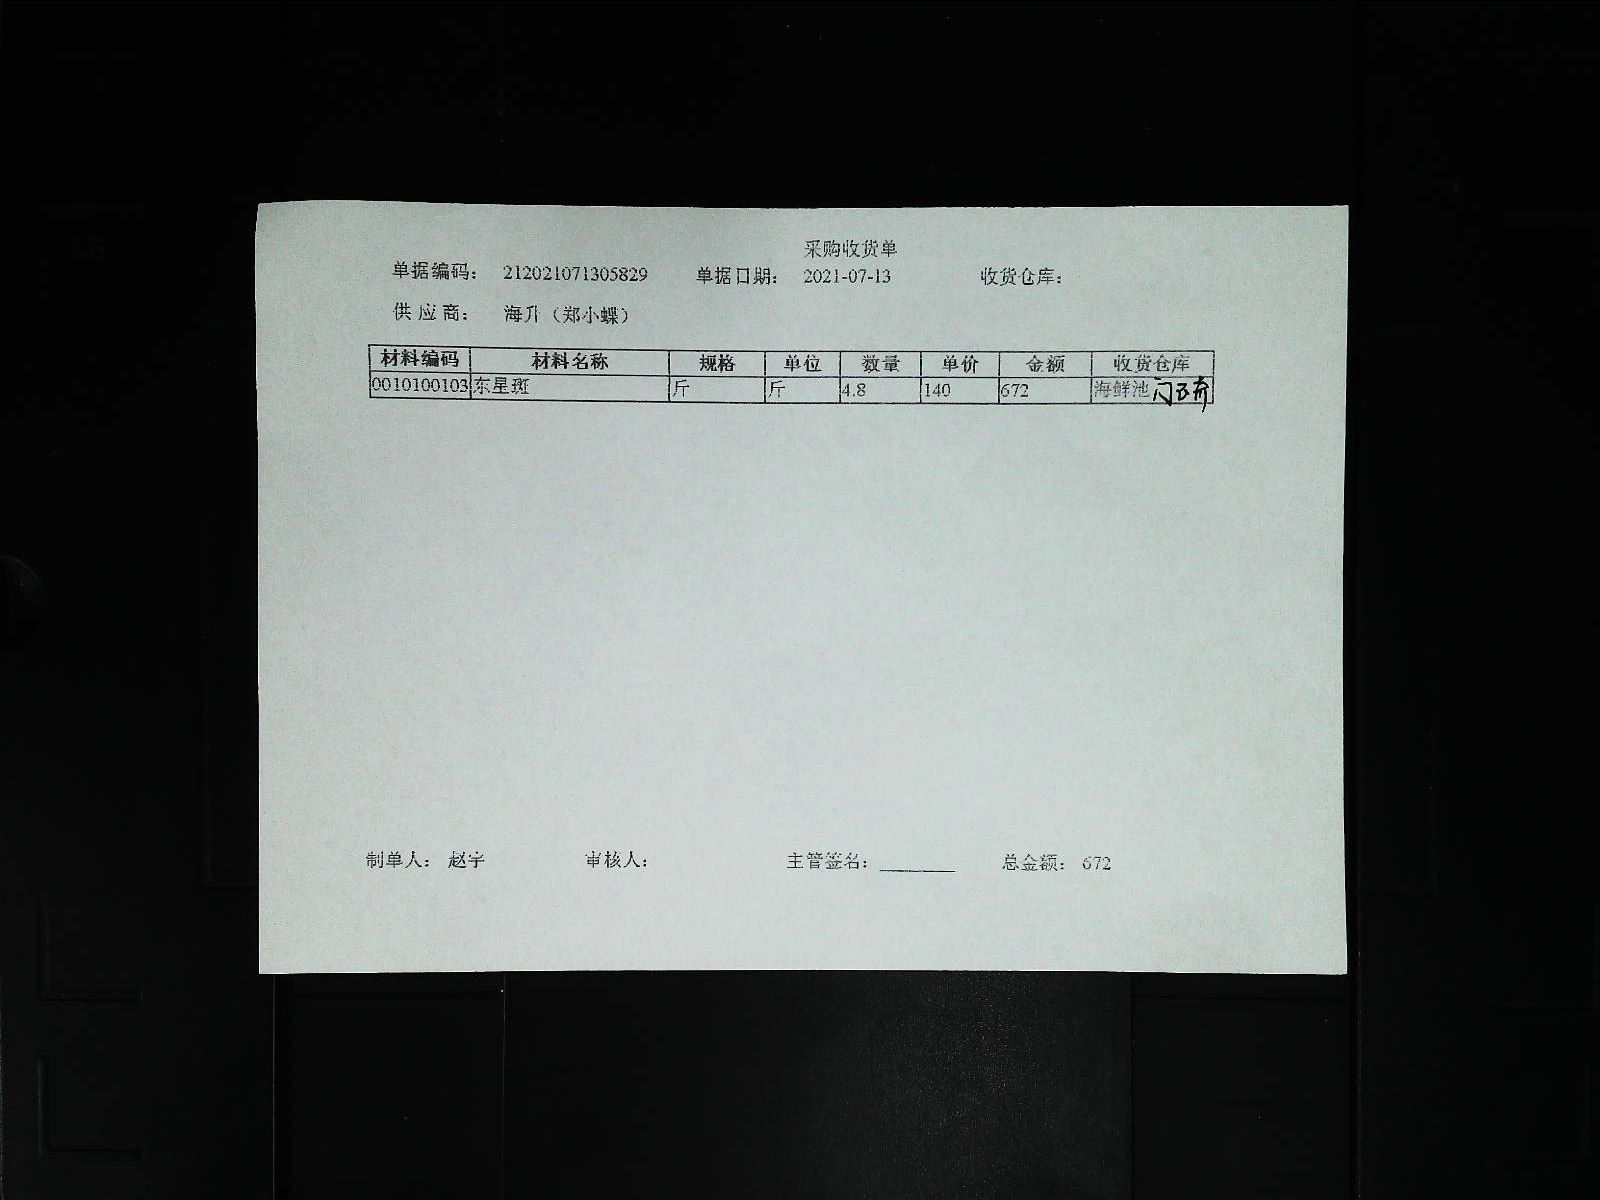 采购收货单
单据编码： 212021071305829 单据日期： 2021-07-13 收货仓库：
供 应 商： 海升（郑小蝶）
材料编码 材料名称 规格 单位 数量 单价 金额 收货仓库
0010100103 东星斑 斤 斤 4.8 140 672 海鲜池
制单人： 赵宇 审核人： 主管签名：________ 总金额： 672